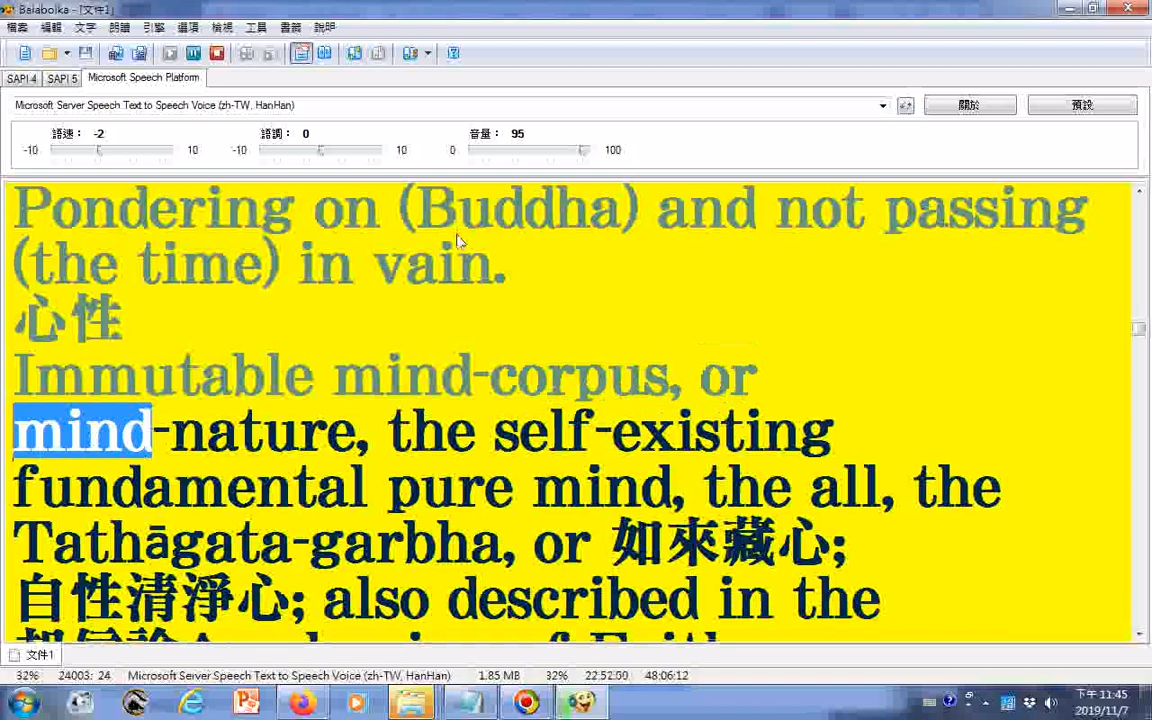 Balabolka - [文件1]
檔案 編輯 文字 朗讀 引擎 選項 檢視 工具 書籤 說明
SAPI 4 SAPI 5 Microsoft Speech Platform
Microsoft Server Speech Text to Speech Voice (zh-TW, HanHan) 關於 預設
語速： -2 語調： 0 音量： 95
-10 10 -10 10 0 100
Pondering on (Buddha) and not passing
(the time) in vain.
心性
Immutable mind-corpus, or
mind-nature, the self-existing
fundamental pure mind, the all, the
Tathāgata-garbha, or 如來藏心;
自性清淨心; also described in the
文件1
32% 24003: 24 Microsoft Server Speech Text to Speech Voice (zh-TW, HanHan) 1.85 MB 32% 22:52:50 48:06:12
下午 11:45
2019/11/7